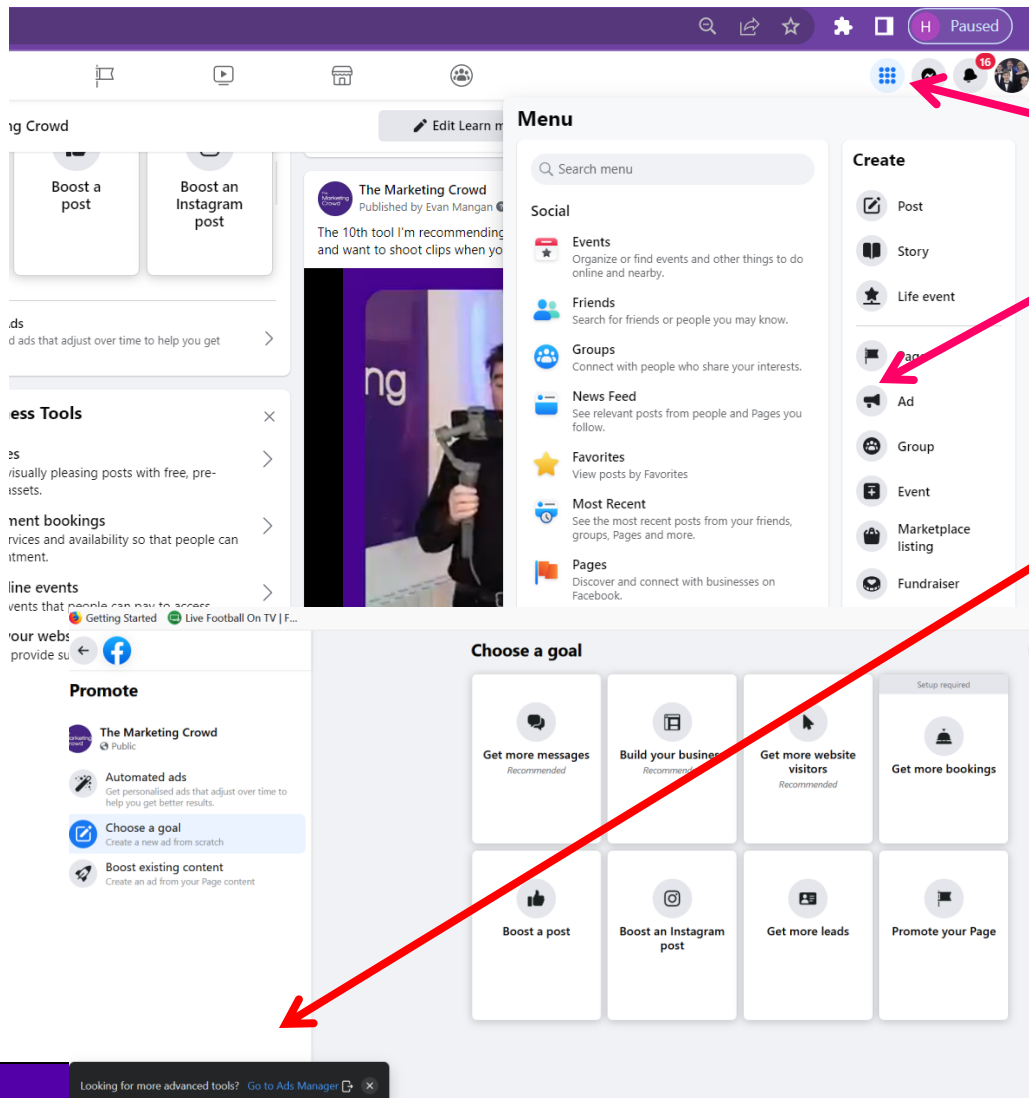 H Paused
16
ng Crowd
Edit Learn m
Menu
Boost a
post
Boost an
Instagram
post
ds
d ads that adjust over time to help you get
ess Tools
es
visually pleasing posts with free, pre-
assets.
ment bookings
rvices and availability so that people can
ntment.
line events
vents that people can pay to access
your webs
provide su
The Marketing Crowd
Published by Evan Mangan
The 10th tool I'm recommending
and want to shoot clips when yo
ng
Search menu
Social
Events
Organize or find events and other things to do
online and nearby.
Friends
Search for friends or people you may know.
Groups
Connect with people who share your interests.
News Feed
See relevant posts from people and Pages you
follow.
Favorites
View posts by Favorites
Most Recent
See the most recent posts from your friends,
groups, Pages and more.
Pages
Discover and connect with businesses on
Facebook.
Create
Post
Story
Life event
Page
Ad
Group
Event
Marketplace
listing
Fundraiser
Getting Started Live Football On TV | F...
Promote
The Marketing Crowd
Public
Automated ads
Get personalised ads that adjust over time to
help you get better results.
Choose a goal
Create a new ad from scratch
Boost existing content
Create an ad from your Page content
Choose a goal
Get more messages
Recommended
Build your business
Recommended
Get more website
visitors
Recommended
Setup required
Get more bookings
Boost a post
Boost an Instagram
post
Get more leads
Promote your Page
Looking for more advanced tools? Go to Ads Manager